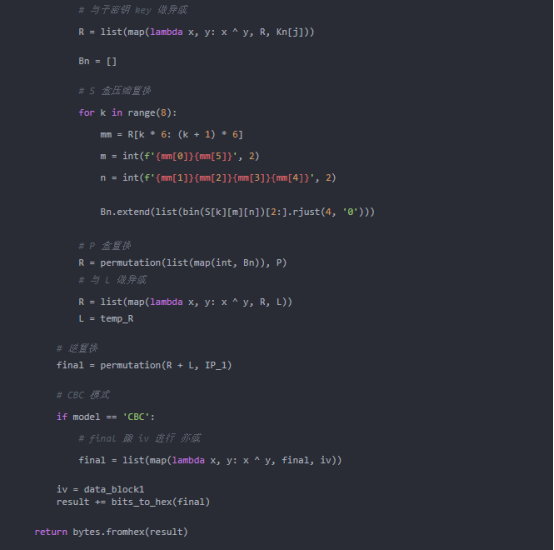 # 与子密钥 key 做异或
R = list(map(lambda x, y: x ^ y, R, Kn[j]))
Bn = []
# S 盒压缩置换
for k in range(8):
mm = R[k * 6: (k + 1) * 6]
m = int(f'{mm[0]}{mm[5]}', 2)
n = int(f'{mm[1]}{mm[2]}{mm[3]}{mm[4]}', 2)
Bn.extend(list(bin(S[k][m][n])[2:].rjust(4, '0')))
# P 盒置换
R = permutation(list(map(int, Bn)), P)
# 与 L 做异或
R = list(map(lambda x, y: x ^ y, R, L))
L = temp_R
# 逆置换
final = permutation(R + L, IP_1)
# CBC 模式
if model == 'CBC':
# final 跟 iv 进行 异或
final = list(map(lambda x, y: x ^ y, final, iv))
iv = data_block1
result += bits_to_hex(final)
return bytes.fromhex(result)